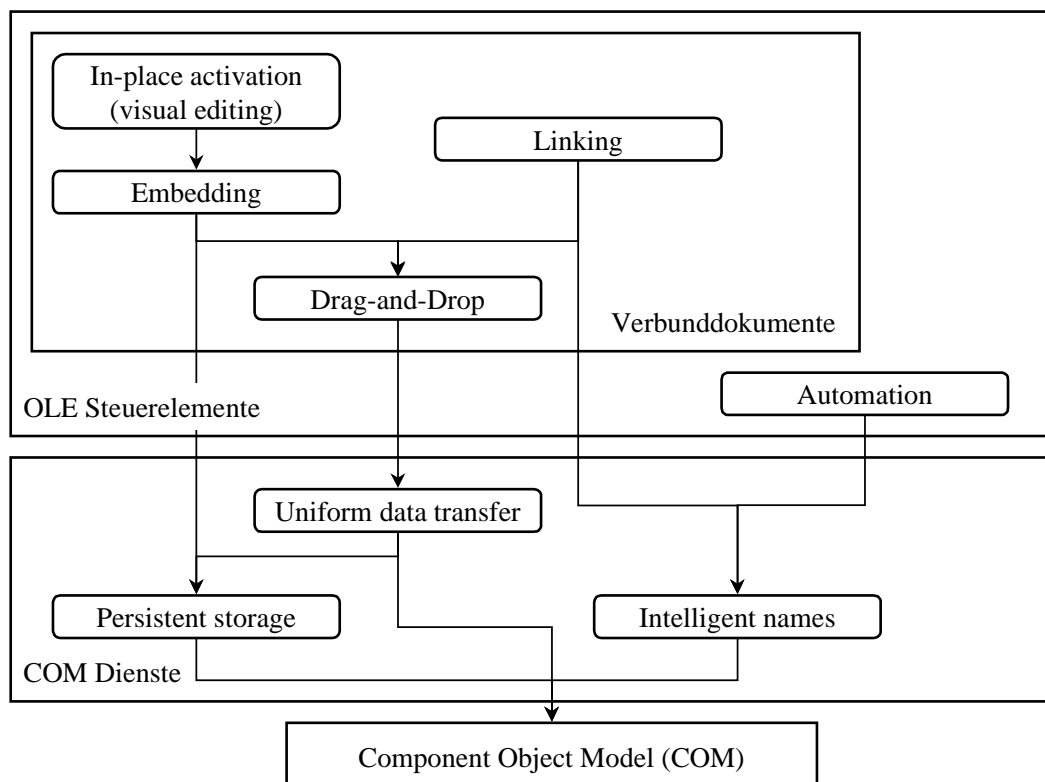 In-place activation
(visual editing)
Linking
Embedding
Drag-and-Drop
Verbunddokumente
Automation
OLE Steuerelemente
Uniform data transfer
Persistent storage
Intelligent names
COM Dienste
Component Object Model (COM)